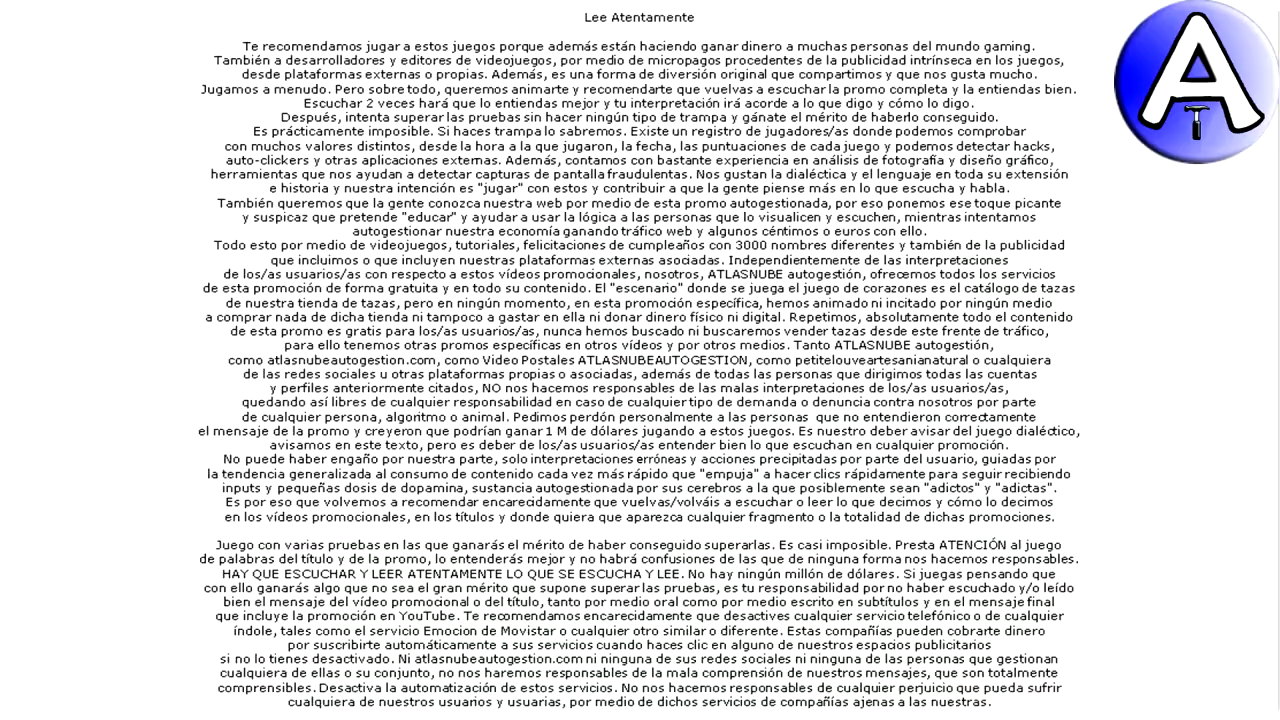 Lee Atentamente
Te recomendamos jugar a estos juegos porque además están haciendo ganar dinero a muchas personas del mundo gaming.
También a desarrolladores y editores de videojuegos, por medio de micropagos procedentes de la publicidad intrínseca en los juegos,
desde plataformas externas o propias. Además, es una forma de diversión original que compartimos y que nos gusta mucho.
Jugamos a menudo. Pero sobre todo, queremos animarte y recomendarte que vuelvas a escuchar la promo completa y la entiendas bien.
Escuchar 2 veces hará que lo entiendas mejor y tu interpretación irá acorde a lo que digo y cómo lo digo.
Después, intenta superar las pruebas sin hacer ningún tipo de trampa y gánate el mérito de haberlo conseguido.
Es prácticamente imposible. Si haces trampa lo sabremos. Existe un registro de jugadores/as donde podemos comprobar
con muchos valores distintos, desde la hora a la que jugaron, la fecha, las puntuaciones de cada juego y podemos detectar hacks,
auto-clickers y otras aplicaciones externas. Además, contamos con bastante experiencia en análisis de fotografía y diseño gráfico,
herramientas que nos ayudan a detectar capturas de pantalla fraudulentas. Nos gustan la dialéctica y el lenguaje en toda su extensión
e historia y nuestra intención es "jugar" con estos y contribuir a que la gente piense más en lo que escucha y habla.
También queremos que la gente conozca nuestra web por medio de esta promo autogestionada, por eso ponemos ese toque picante
y suspicaz que pretende "educar" y ayudar a usar la lógica a las personas que lo visualicen y escuchen, mientras intentamos
autogestionar nuestra economía ganando tráfico web y algunos céntimos o euros con ello.
Todo esto por medio de videojuegos, tutoriales, felicitaciones de cumpleaños con 3000 nombres diferentes y también de la publicidad
que incluimos o que incluyen nuestras plataformas externas asociadas. Independientemente de las interpretaciones
de los/as usuarios/as con respecto a estos vídeos promocionales, nosotros, ATLASNUBE autogestión, ofrecemos todos los servicios
de esta promoción de forma gratuita y en todo su contenido. El "escenario" donde se juega el juego de corazones es el catálogo de tazas
de nuestra tienda de tazas, pero en ningún momento, en esta promoción específica, hemos animado ni incitado por ningún medio
a comprar nada de dicha tienda ni tampoco a gastar en ella ni donar dinero físico ni digital. Repetimos, absolutamente todo el contenido
de esta promo es gratis para los/as usuarios/as, nunca hemos buscado ni buscaremos vender tazas desde este frente de tráfico,
para ello tenemos otras promos específicas en otros vídeos y por otros medios. Tanto ATLASNUBE autogestión,
como atlasnubeautogestion.com, como Video Postales ATLASNUBEAUTOGESTION, como petitelouveartesanianatural o cualquiera
de las redes sociales u otras plataformas propias o asociadas, además de todas las personas que dirigimos todas las cuentas
y perfiles anteriormente citados, NO nos hacemos responsables de las malas interpretaciones de los/as usuarios/as,
quedando así libres de cualquier responsabilidad en caso de cualquier tipo de demanda o denuncia contra nosotros por parte
de cualquier persona, algoritmo o animal. Pedimos perdón personalmente a las personas que no entendieron correctamente
el mensaje de la promo y creyeron que podrían ganar 1 M de dólares jugando a estos juegos. Es nuestro deber avisar del juego dialéctico,
avisamos en este texto, pero es deber de los/as usuarios/as entender bien lo que escuchan en cualquier promoción.
No puede haber engaño por nuestra parte, solo interpretaciones erróneas y acciones precipitadas por parte del usuario, guiadas por
la tendencia generalizada al consumo de contenido cada vez más rápido que "empuja" a hacer clics rápidamente para seguir recibiendo
inputs y pequeñas dosis de dopamina, sustancia autogestionada por sus cerebros a la que posiblemente sean "adictos" y "adictas".
Es por eso que volvemos a recomendar encarecidamente que vuelvas/volváis a escuchar o leer lo que decimos y cómo lo decimos
en los vídeos promocionales, en los títulos y donde quiera que aparezca cualquier fragmento o la totalidad de dichas promociones.
Juego con varias pruebas en las que ganarás el mérito de haber conseguido superarlas. Es casi imposible. Presta ATENCIÓN al juego
de palabras del título y de la promo, lo entenderás mejor y no habrá confusiones de las que de ninguna forma nos hacemos responsables.
HAY QUE ESCUCHAR Y LEER ATENTAMENTE LO QUE SE ESCUCHA Y LEE. No hay ningún millón de dólares. Si juegas pensando que
con ello ganarás algo que no sea el gran mérito que supone superar las pruebas, es tu responsabilidad por no haber escuchado y/o leído
bien el mensaje del vídeo promocional o del título, tanto por medio oral como por medio escrito en subtítulos y en el mensaje final
que incluye la promoción en YouTube. Te recomendamos encarecidamente que desactives cualquier servicio telefónico o de cualquier
índole, tales como el servicio Emocion de Movistar o cualquier otro similar o diferente. Estas compañías pueden cobrarte dinero
por suscribirte automáticamente a sus servicios cuando haces clic en alguno de nuestros espacios publicitarios
si no lo tienes desactivado. Ni atlasnubeautogestion.com ni ninguna de sus redes sociales ni ninguna de las personas que gestionan
cualquiera de ellas o su conjunto, no nos haremos responsables de la mala comprensión de nuestros mensajes, que son totalmente
comprensibles. Desactiva la automatización de estos servicios. No nos hacemos responsables de cualquier perjuicio que pueda sufrir
cualquiera de nuestros usuarios y usuarias, por medio de dichos servicios de compañías ajenas a las nuestras.
A